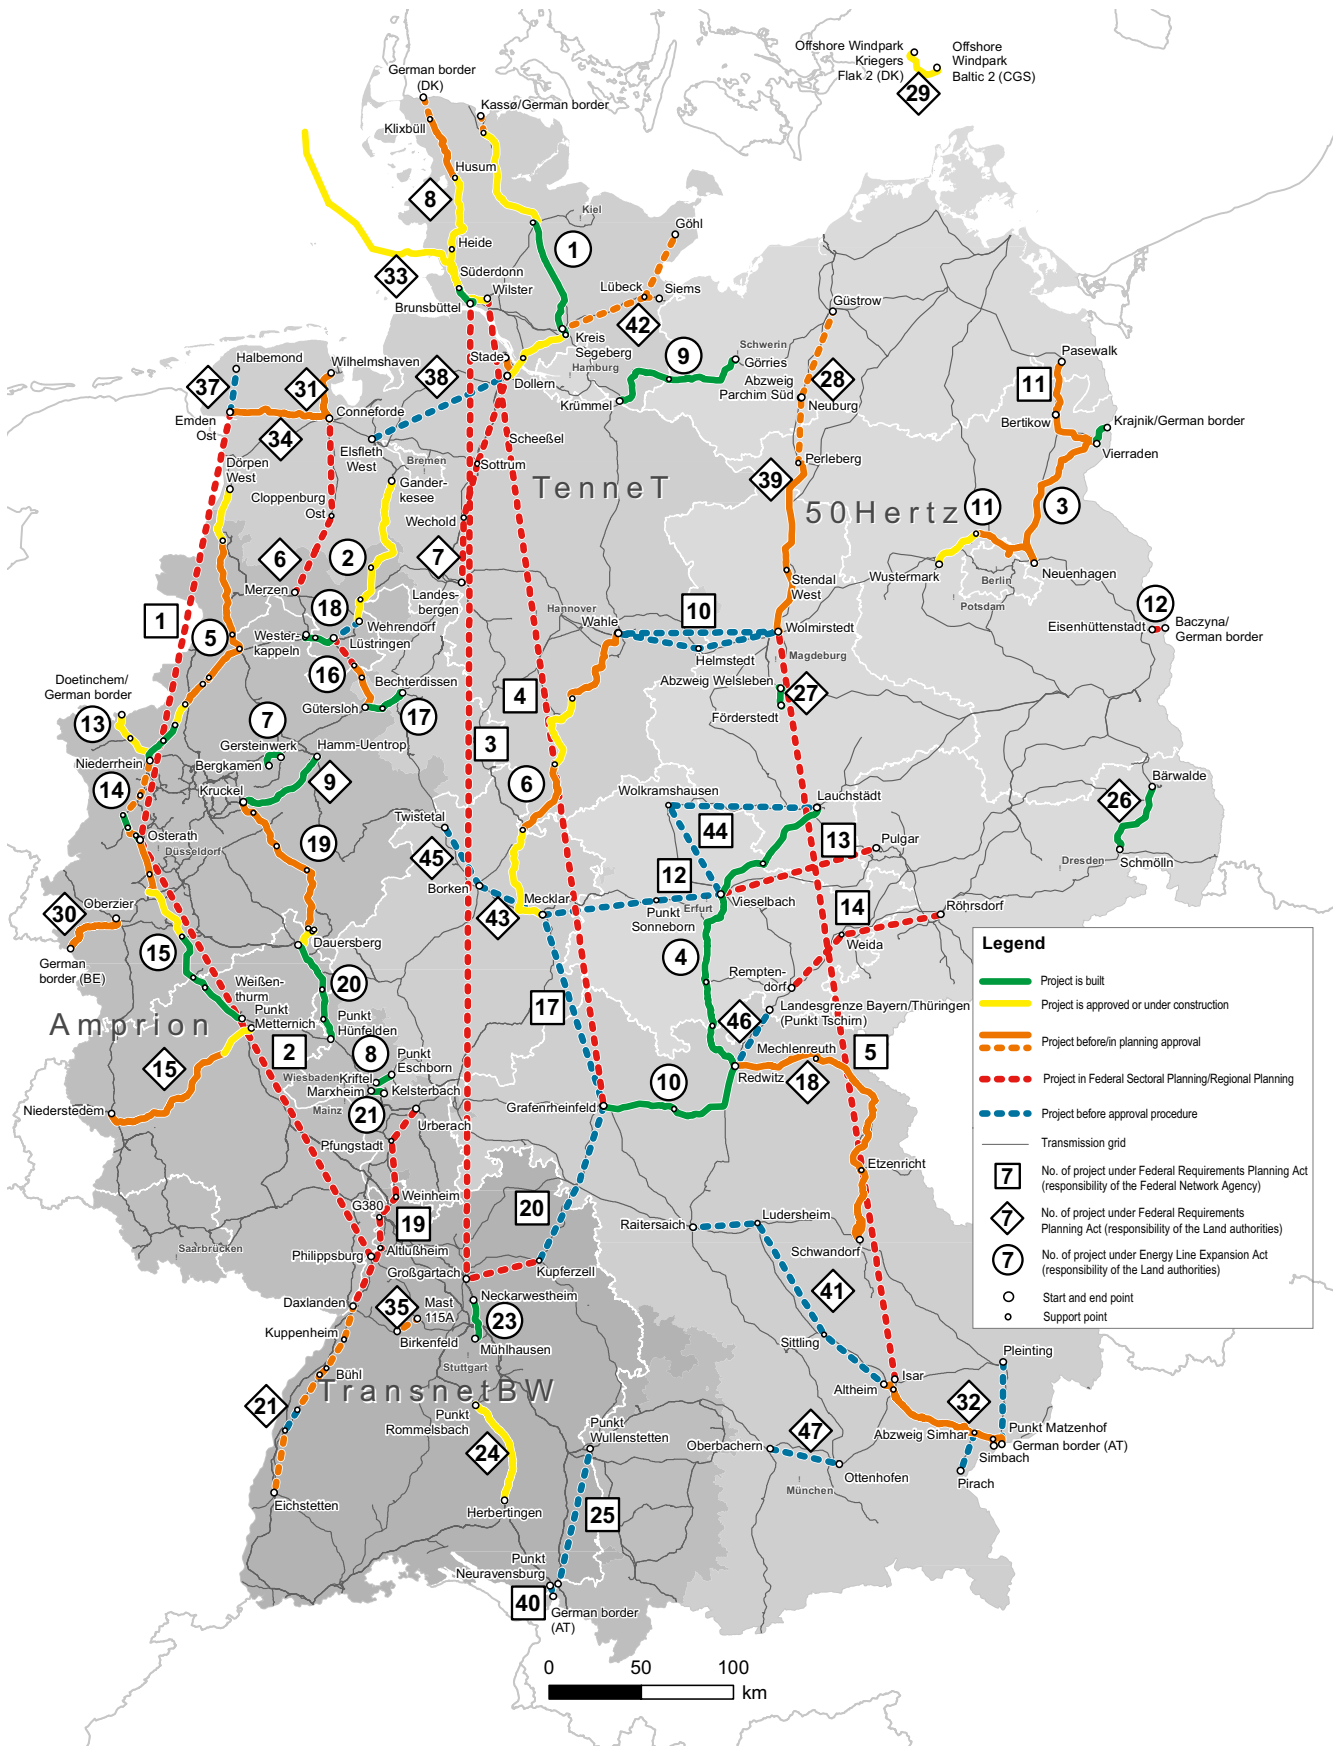 Offshore Windpark
Kriegers
Flak 2 (DK)
Offshore
Windpark
Baltic 2 (CGS)
29
German border
(DK)
Kassø/German border
Klixbüll
Husum
8
Kiel
Göhl
1
Heide
33
Süderdonn
Wilster
Lübeck
Siems
Brunsbüttel
42
Güstrow
Kreis
Segeberg
Hamburg
Schwerin
Stade
9
Görries
Halbemond
Wilhelmshaven
37
31
38
Dollern
Abzweig
Parchim Süd
28
Pasewalk
11
Krümmel
Neuburg
Emden
Ost
Conneforde
34
Elsfleth
West
Bertikow
Krajnik/German border
Vierraden
Scheeßel
Bremen
Sottrum
Dörpen
West
Gander-
kesee
Perleberg
39
TenneT
50Hertz
Cloppenburg
Ost
Wechold
11
3
6
2
7
Merzen
Landes-
bergen
Stendal
West
Wustermark
Berlin
Neuenhagen
18
Hannover
Potsdam
12
1
5
Wester-
kappeln
Wehrendorf
Lüstringen
Wahle
10
Wolmirstedt
Eisenhüttenstadt
Baczyna/
German border
Helmstedt
Magdeburg
16
Doetinchem/
German border
Bechterdissen
Abzweig Welsleben
27
13
Gütersloh
17
4
Förderstedt
7
Gersteinwerk
Hamm-Uentrop
3
Niederrhein
Bergkamen
9
6
14
Kruckel
Wolkramshausen
Lauchstädt
Bärwalde
26
Twistetal
44
Osterath
Düsseldorf
19
13
Pulgar
45
Dresden
Schmölln
Borken
12
Oberzier
30
Mecklar
43
Punkt
Sonneborn
Erfurt
Vieselbach
14
Röhrsdorf
Dauersberg
Weida
German
border (BE)
15
4
Legend
20
Weißen-
thurm
Rempten-
dorf
Project is built
Amprion
Punkt
Metternich
17
Landesgrenze Bayern/Thüringen
(Punkt Tschirn)
Project is approved or under construction
Punkt
Hünfelden
46
Mechlenreuth
5
Project before/in planning approval
2
8
Punkt
Eschborn
15
Wiesbaden
Kriftel
Redwitz
18
Project in Federal Sectoral Planning/Regional Planning
Marxheim
Kelsterbach
10
Niederstedem
Mainz
21
Urberach
Grafenrheinfeld
Project before approval procedure
Pfungstadt
Transmission grid
Etzenricht
7
No. of project under Federal Requirements Planning Act
(responsibility of the Federal Network Agency)
Weinheim
G380
19
20
Raitersaich
Ludersheim
7
No. of project under Federal Requirements
Planning Act (responsibility of the Land authorities)
Saarbrücken
Philippsburg
Altlußheim
Schwandorf
7
No. of project under Energy Line Expansion Act
(responsibility of the Land authorities)
Großgartach
Kupferzell
Start and end point
Support point
Daxlanden
Neckarwestheim
41
35
Mast
115A
23
Kuppenheim
Birkenfeld
Mühlhausen
Sittling
Pleinting
Stuttgart
Bühl
Isar
TransnetBW
Altheim
21
Punkt
Rommelsbach
32
47
Abzweig Simhar
Punkt Matzenhof
German border (AT)
24
Punkt
Wullenstetten
Oberbachern
Simbach
Pirach
Ottenhofen
München
Eichstetten
Herbertingen
25
Punkt
Neuravensburg
40
German border
(AT)
0 50 100
km